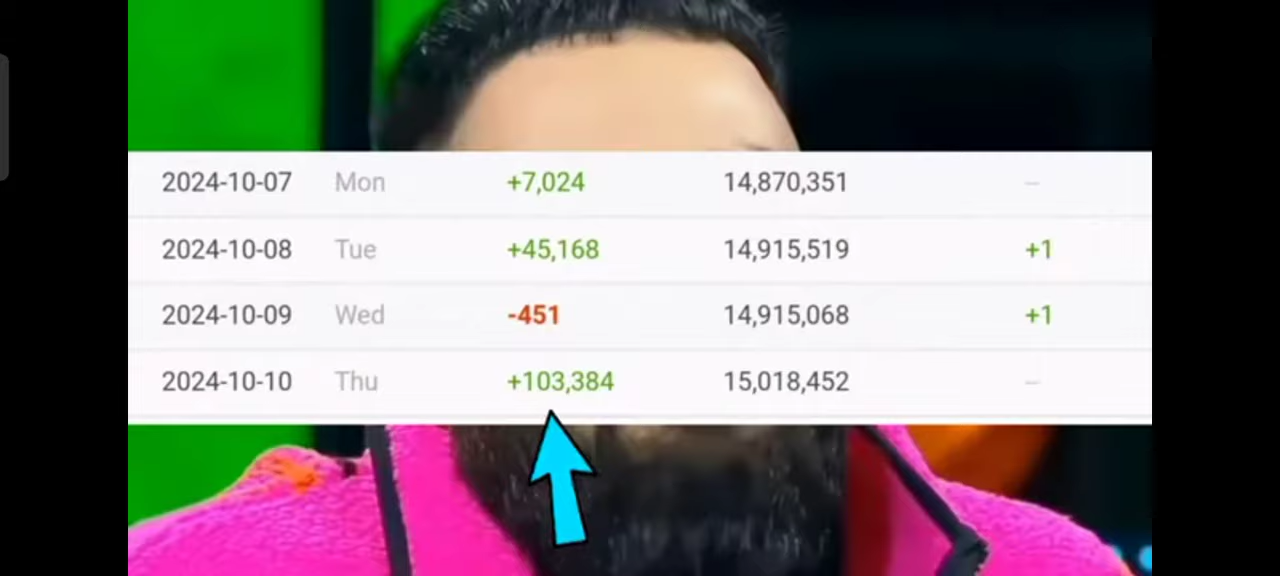 2024-10-07 Mon +7,024 14,870,351 --
2024-10-08 Tue +45,168 14,915,519 +1
2024-10-09 Wed -451 14,915,068 +1
2024-10-10 Thu +103,384 15,018,452 --